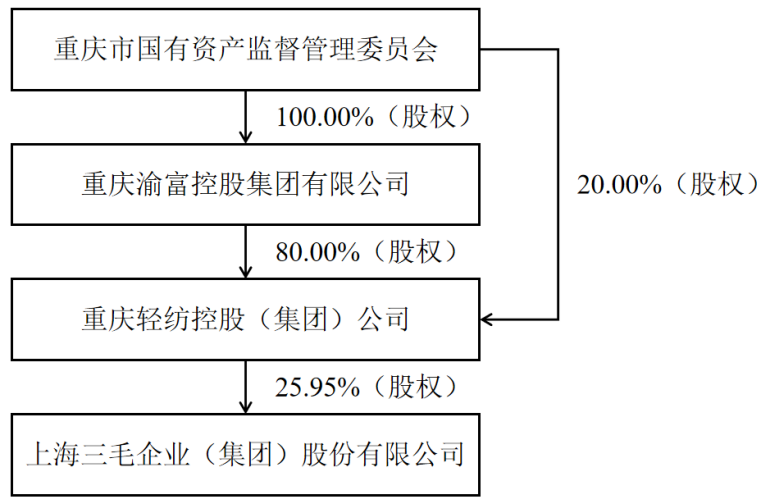 重庆市国有资产监督管理委员会
100.00%（股权）
重庆渝富控股集团有限公司
20.00%（股权）
80.00%（股权）
重庆轻纺控股（集团）公司
25.95%（股权）
上海三毛企业（集团）股份有限公司